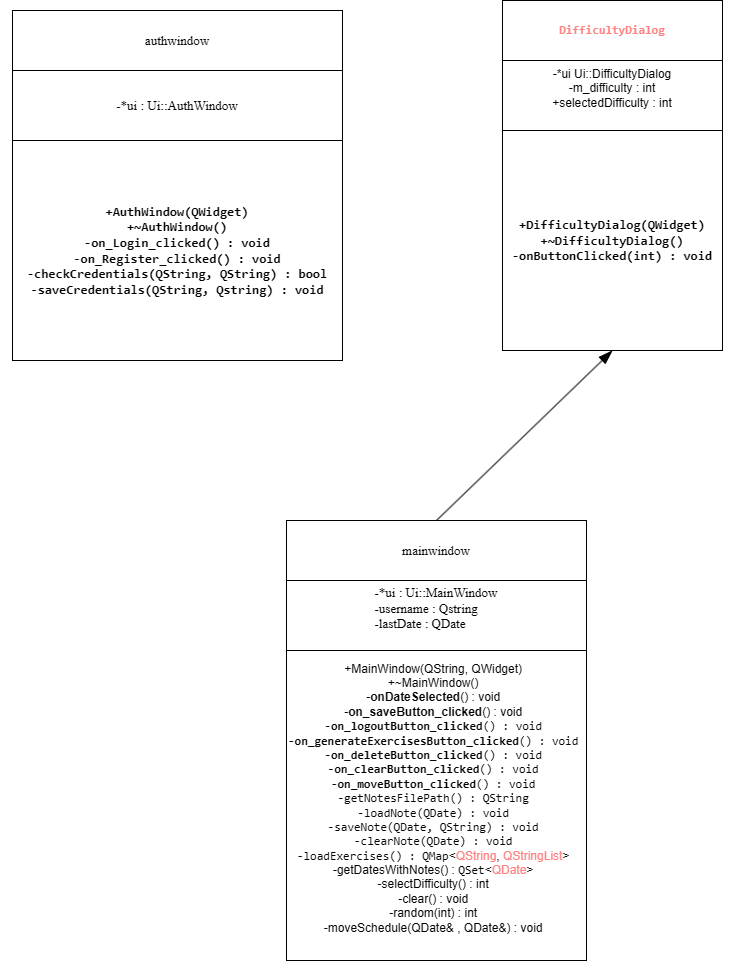 authwindow
-*ui : Ui::AuthWindow
+AuthWindow(QWidget)
+~AuthWindow()
-on_Login_clicked() : void
-on_Register_clicked() : void
-checkCredentials(QString, QString) : bool
-saveCredentials(QString, Qstring) : void
DifficultyDialog
-*ui Ui::DifficultyDialog
-m_difficulty : int
+selectedDifficulty : int
+DifficultyDialog(QWidget)
+~DifficultyDialog()
-onButtonClicked(int) : void
mainwindow
-*ui : Ui::MainWindow
-username : Qstring
-lastDate : QDate
+MainWindow(QString, QWidget)
+~MainWindow()
-onDateSelected() : void
-on_saveButton_clicked() : void
-on_logoutButton_clicked() : void
-on_generateExercisesButton_clicked() : void
-on_deleteButton_clicked() : void
-on_clearButton_clicked() : void
-on_moveButton_clicked() : void
-getNotesFilePath() : QString
-loadNote(QDate) : void
-saveNote(QDate, QString) : void
-clearNote(QDate) : void
-loadExercises() : QMap<QString, QStringList>
-getDatesWithNotes() : QSet<QDate>
-selectDifficulty() : int
-clear() : void
-random(int) : int
-moveSchedule(QDate& , QDate&) : void